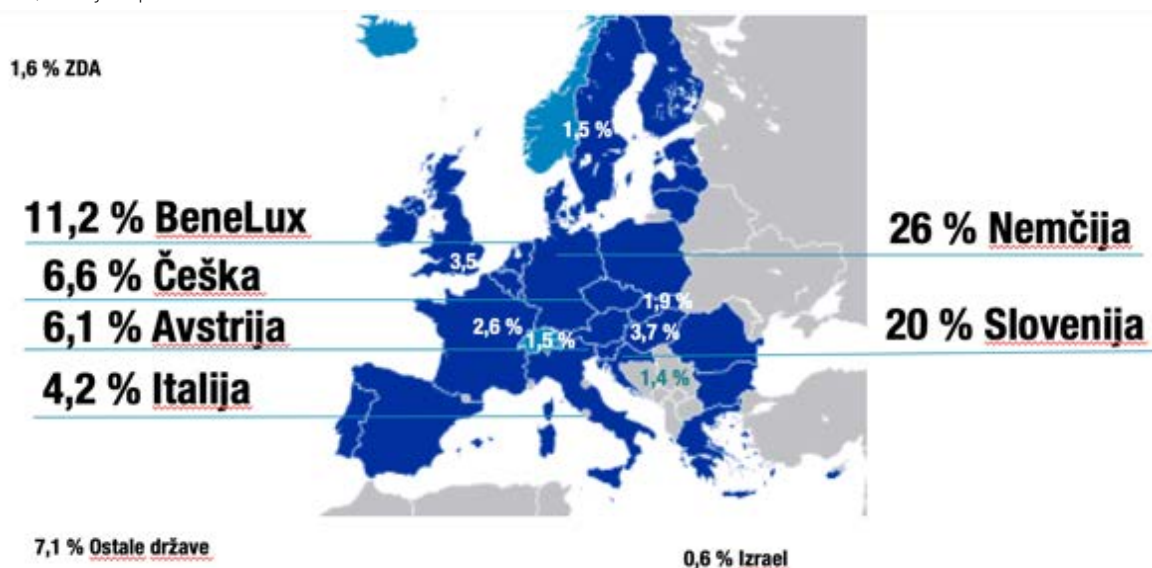 1,6 % ZDA
1,5 %
11,2 % BeneLux
26 % Nemčija
3,5
6,6 % Češka
1,9 %
6,1 % Avstrija
2,6 %
1,5 %
3,7 %
20 % Slovenija
1,4 %
4,2 % Italija
7,1 % Ostale države
0,6 % Izrael